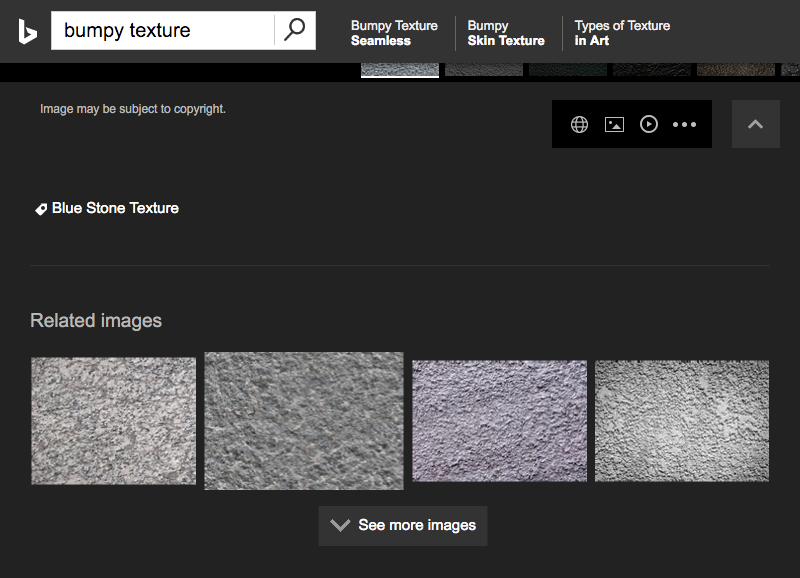 bumpy texture
Bumpy Texture
Seamless
Bumpy
Skin Texture
Types of Texture
in Art
Image may be subject to copyright.
Blue Stone Texture
Related images
See more images